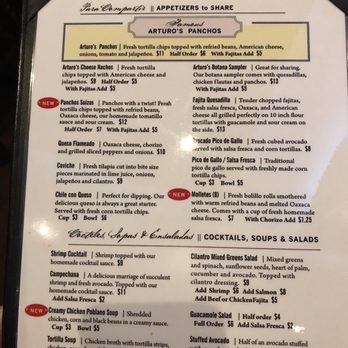 Para Compartir || APPETIZERS to SHARE
Famous
ARTURO'S PANCHOS
Arturo's Panchos | Fresh tortilla chips topped with refried beans, American cheese,
onions, tomato and jalapeños. $11 Half Order $6 With Fajitas Add $5
Arturo's Cheese Nachos | Fresh tortilla
chips topped with American cheese and
jalapeños. $8 Half Order $5
With Fajitas Add $5
NEW
Panchos Suizos | Panchos with a twist! Fresh
tortilla chips topped with refried beans,
Oaxaca cheese, our homemade tomatillo
sauce and sour cream. $12
Half Order $7 With Fajitas Add $5
Queso Flameado | Oaxaca cheese, chorizo
and grilled sliced peppers and onions. $10
Ceviche | Fresh tilapia cut into bite size
pieces marinated in lime juice, onions,
jalapeños and cilantro. $8
Chile con Queso | Perfect for dipping. Our
delicious queso is always a great starter.
Served with fresh corn tortilla chips.
Cup $3 Bowl $5
Arturo's Botana Sampler | Great for sharing.
Our botana sampler comes with quesadillas,
chicken flautas and panchos. $13
With Fajitas Add $5
Fajita Quesadilla | Tender chopped fajitas,
fresh salsa, Oaxaca, and American
cheese all grilled perfectly on 10 inch flour
tortilla with guacamole and sour cream on
the side. $13
Avocado Pico de Gallo | Fresh cubed avocado
served with salsa fresca and corn tortillas. $8
Pico de Gallo / Salsa Fresca | Traditional
pico de gallo served with freshly made corn
tortilla chips.
Cup $3 Bowl $5
NEW
Molletes (8) | Fresh bolillo rolls smothered
with warm refried beans and melted Oaxaca
cheese. Comes with a cup of fresh homemade
salsa fresca. $7 With Chorizo Add $1.25
Cocteles, Sopas & Ensaladas || COCKTAILS, SOUPS & SALADS
Shrimp Cocktail | Shrimp topped with our
homemade cocktail sauce. $8
Campechana | A delicious marriage of succulent
shrimp and fresh avocado. Topped with our
homemade cocktail sauce. $11
Add Salsa Fresca $2
NEW
Creamy Chicken Poblano Soup | Shredded
chicken, corn and black beans in a cream sauce.
Cup $3 Bowl $5
Tortilla Soup | Chicken broth with tortilla strips,
Cilantro Mixed Greens Salad | Mixed greens
and spinach, sunflower seeds, heart of palm,
cucumber and avocado. Topped with
cilantro dressing. $8
Add Shrimp $6 Add Salmon $8
Add Beef or Chicken Fajita $5
Guacamole Salad | Half order $4
Full Order $6 Add Salsa Fresca $2
Stuffed Avocado | Half of an avocado stuffed